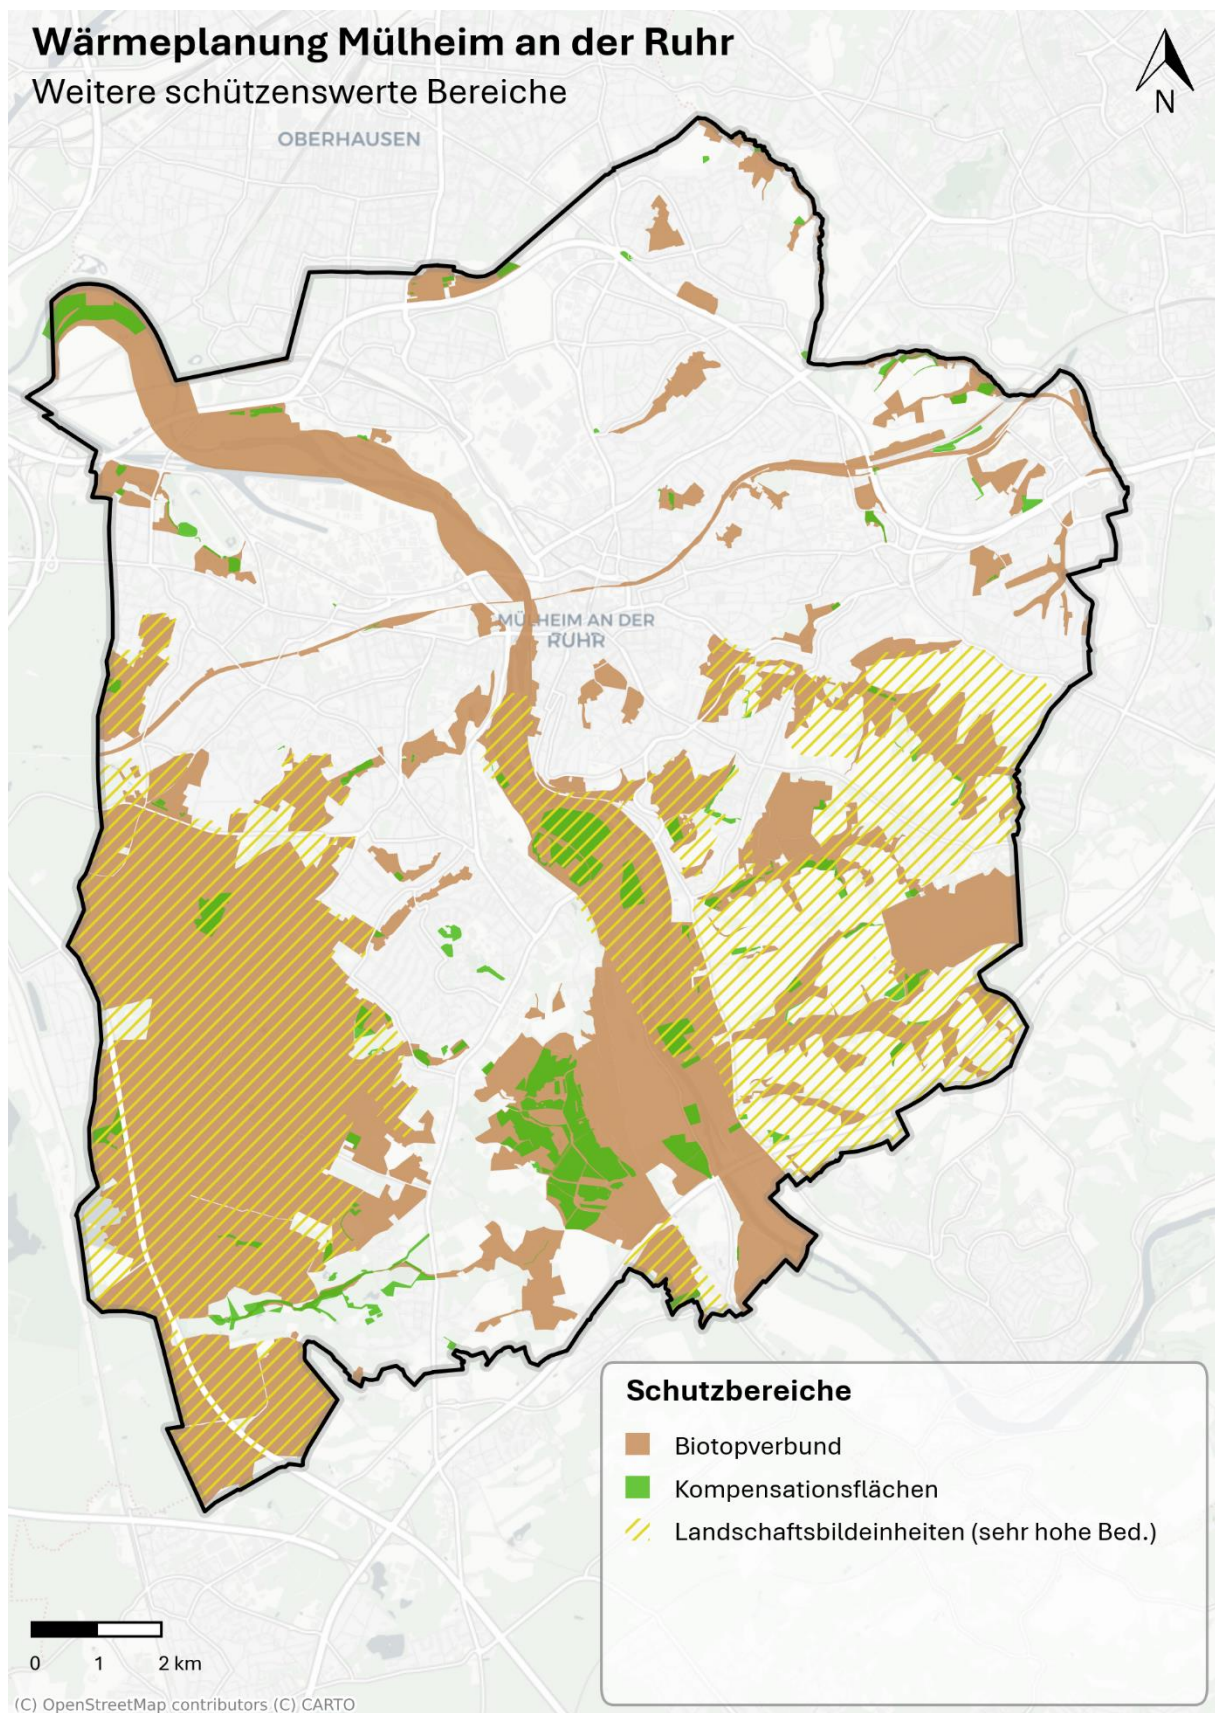 Wärmeplanung Mülheim an der Ruhr
Weitere schützenswerte Bereiche
N
OBERHAUSEN
MÜLHEIM AN DER
RUHR
Schutzbereiche
Biotopverbund
Kompensationsflächen
Landschaftsbildeinheiten (sehr hohe Bed.)
0 1 2 km
(C) OpenStreetMap contributors (C) CARTO